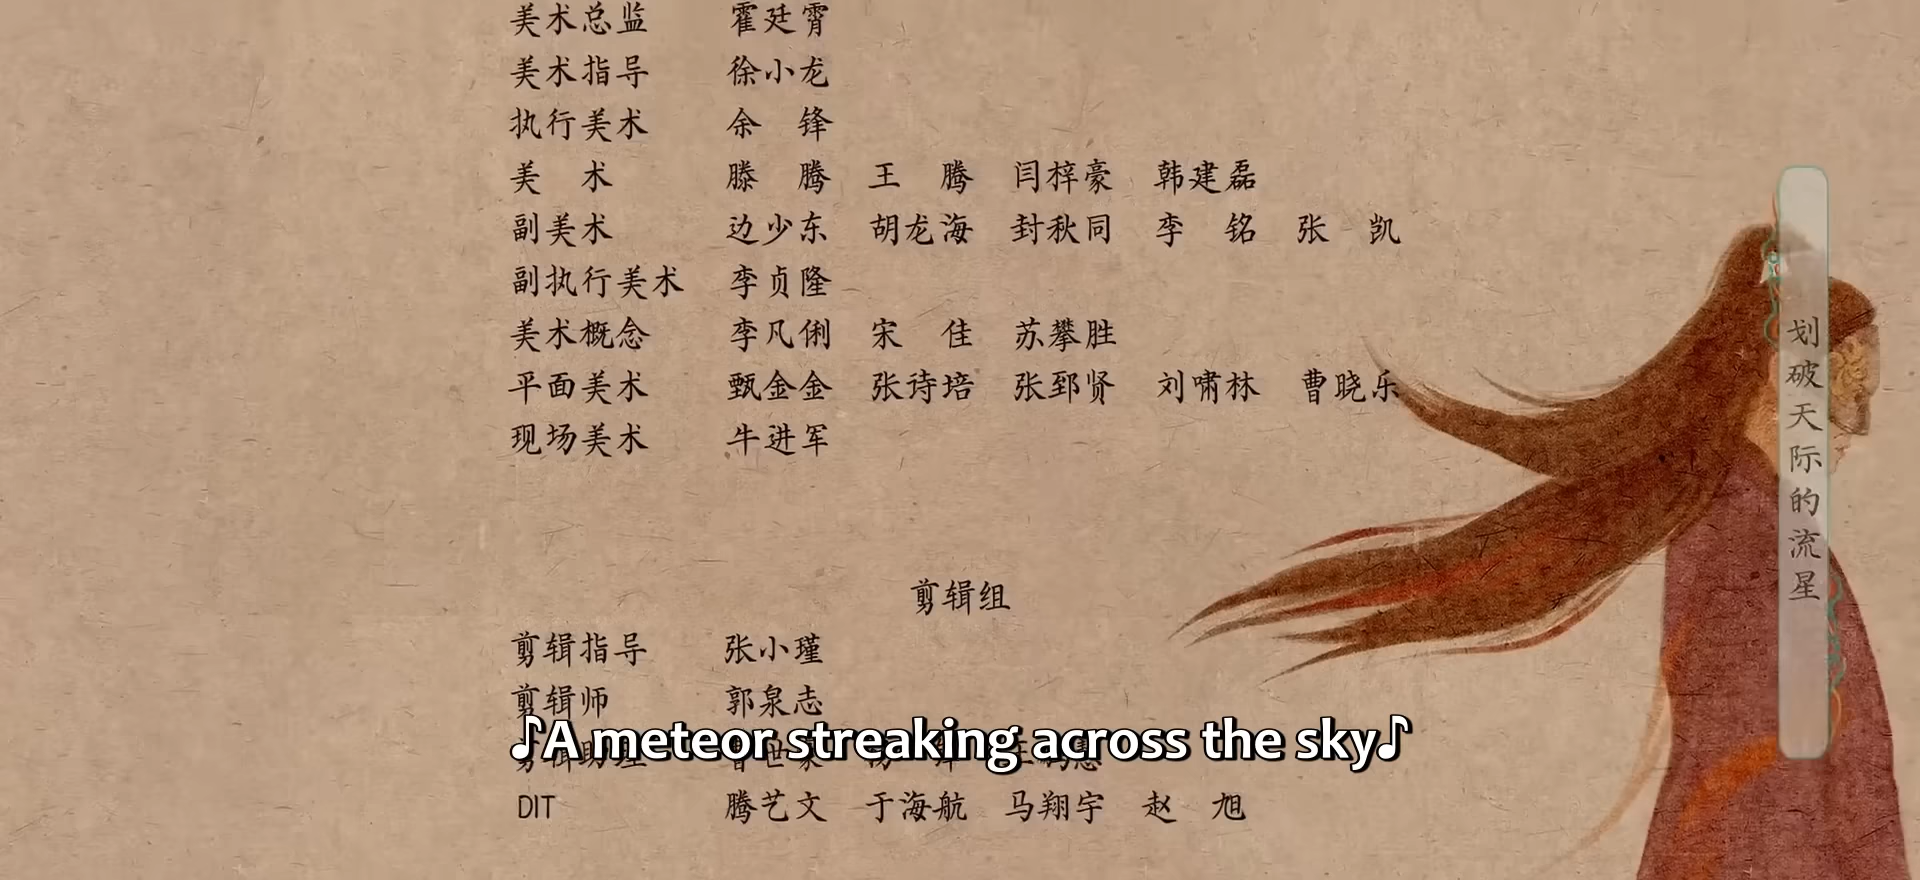 美术总监 霍廷霄
美术指导 徐小龙
执行美术 余 锋
美 术 滕 腾 王 腾 闫梓豪 韩建磊
副美术 边少东 胡龙海 封秋同 李 铭 张 凯
副执行美术 李贞隆
美术概念 李凡俐 宋 佳 苏攀胜
平面美术 甄金金 张诗培 张郅贤 刘啸林 曹晓乐
现场美术 牛进军
剪辑组
剪辑指导 张小瑾
剪辑师 郭泉志
♪A meteor streaking across the sky♪
DIT 腾艺文 于海航 马翔宇 赵 旭
划破天际的流星